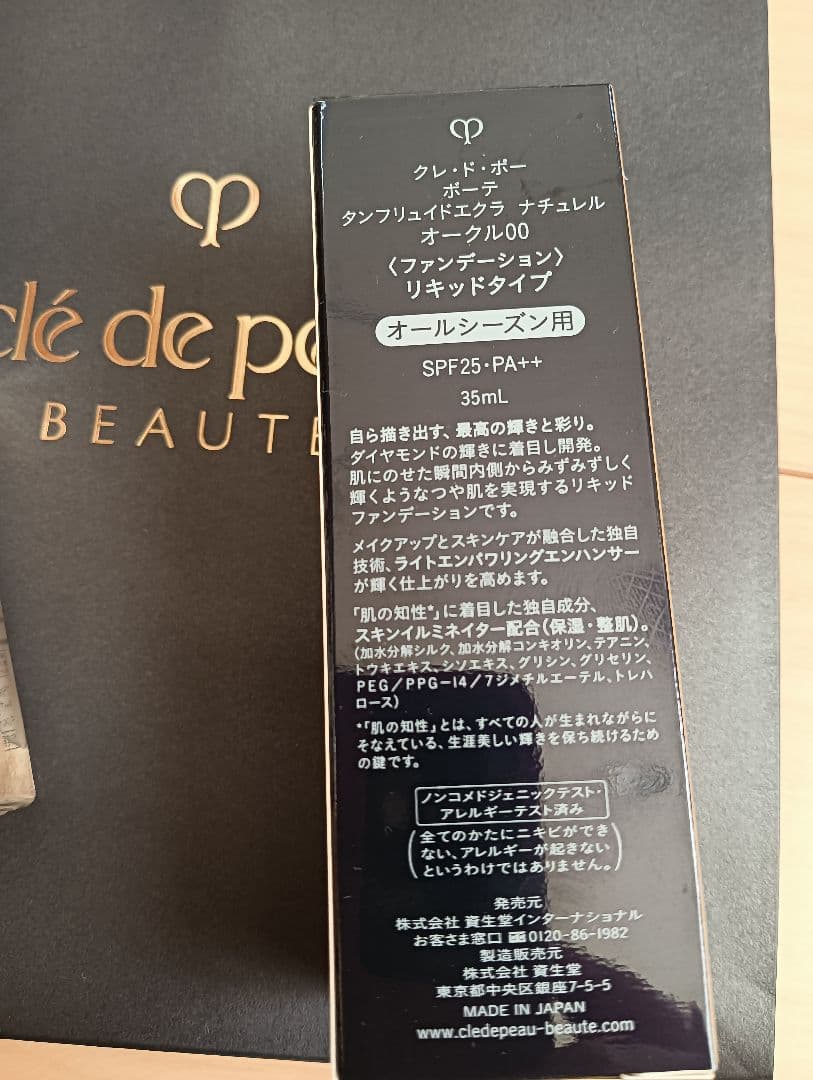 clé de po
BEAUTE
クレ・ド・ポー
ボーテ
タンフリュイドエクラ ナチュレル
オークル00
〈ファンデーション〉
リキッドタイプ
オールシーズン用
SPF25・PA++
35mL
自ら描き出す、最高の輝きと彩り。
ダイヤモンドの輝きに着目し開発。
肌にのせた瞬間内側からみずみずしく
輝くようなつや肌を実現するリキッド
ファンデーションです。
メイクアップとスキンケアが融合した独自
技術、ライトエンパワリングエンハンサー
が輝く仕上がりを高めます。
「肌の知性*」に着目した独自成分、
スキンイルミネイター配合(保湿・整肌)。
(加水分解シルク、加水分解コンキオリン、テアニン、
トウキエキス、シソエキス、グリシン、グリセリン、
PEG/PPG-14/7ジメチルエーテル、トレハ
ロース)
*「肌の知性」とは、すべての人が生まれながらに
そなえている、生涯美しい輝きを保ち続けるため
の鍵です。
ノンコメドジェニックテスト・
アレルギーテスト済み
(全てのかたにニキビができ
ない、アレルギーが起きない
というわけではありません。)
発売元
株式会社 資生堂インターナショナル
お客さま窓口 0120-86-1982
製造販売元
株式会社 資生堂
東京都中央区銀座7-5-5
MADE IN JAPAN
www.cledepeau-beaute.com